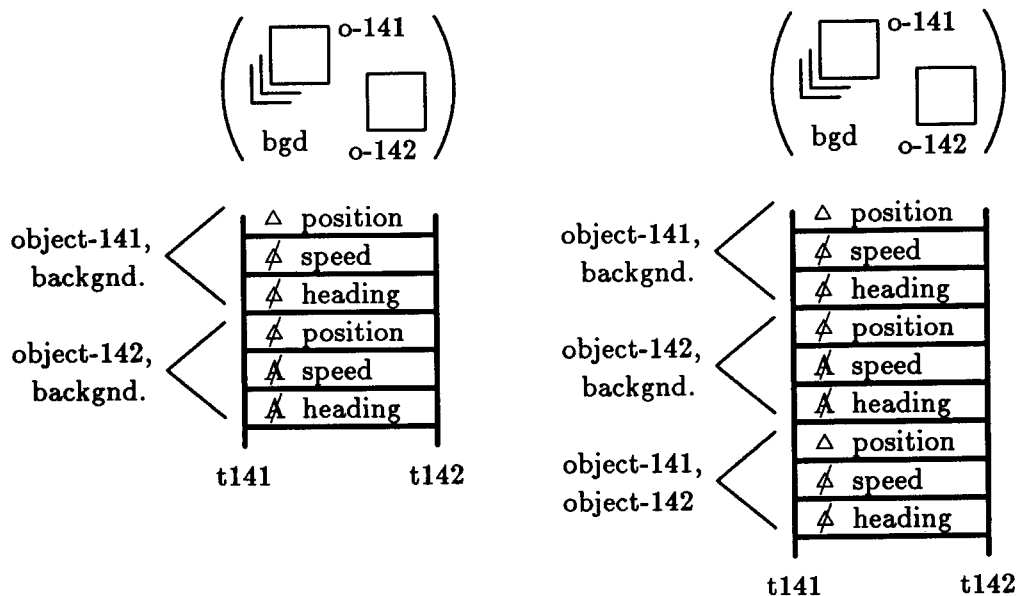 o-141
bgd
o-142
object-141,
backgnd.
△ position
⍋ speed
⍋ heading
object-142,
backgnd.
⍋ position
A̸ speed
A̸ heading
t141 t142
o-141
bgd
o-142
object-141,
backgnd.
△ position
⍋ speed
⍋ heading
object-142,
backgnd.
⍋ position
A̸ speed
A̸ heading
object-141,
object-142
△ position
⍋ speed
⍋ heading
t141 t142